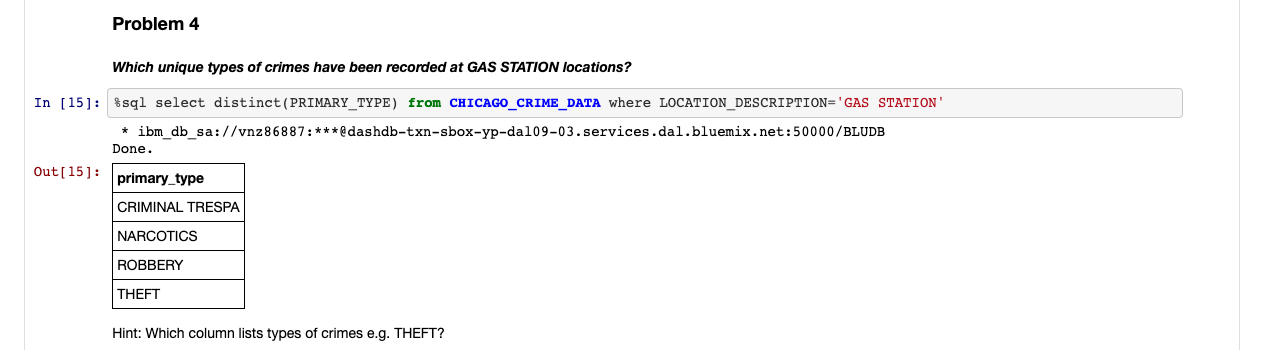 Problem 4
Which unique types of crimes have been recorded at GAS STATION locations?
In [15]: %sql select distinct(PRIMARY_TYPE) from CHICAGO_CRIME_DATA where LOCATION_DESCRIPTION='GAS STATION'
* ibm_db_sa://vnz86887:***@dashdb-txn-sbox-yp-dal09-03.services.dal.bluemix.net:50000/BLUDB
Done.
Out[15]:
primary_type
CRIMINAL TRESPA
NARCOTICS
ROBBERY
THEFT
Hint: Which column lists types of crimes e.g. THEFT?